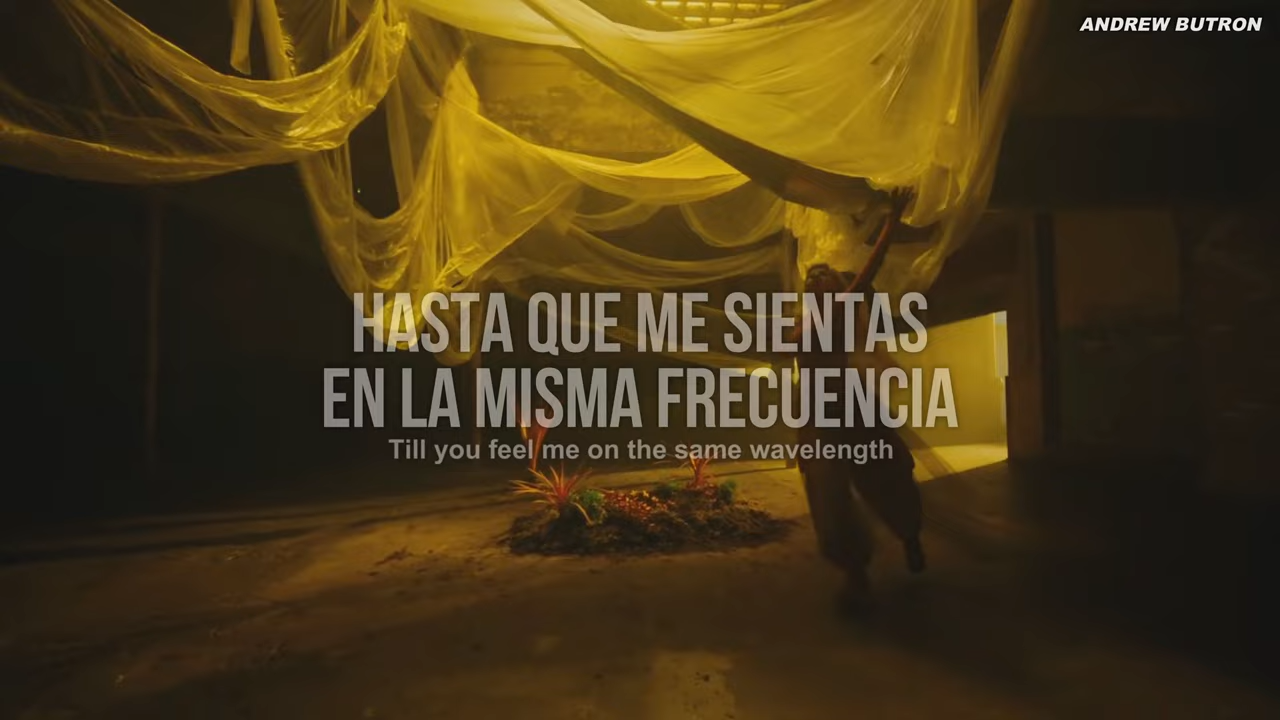 ANDREW BUTRON
HASTA QUE ME SIENTAS
EN LA MISMA FRECUENCIA
Till you feel me on the same wavelength